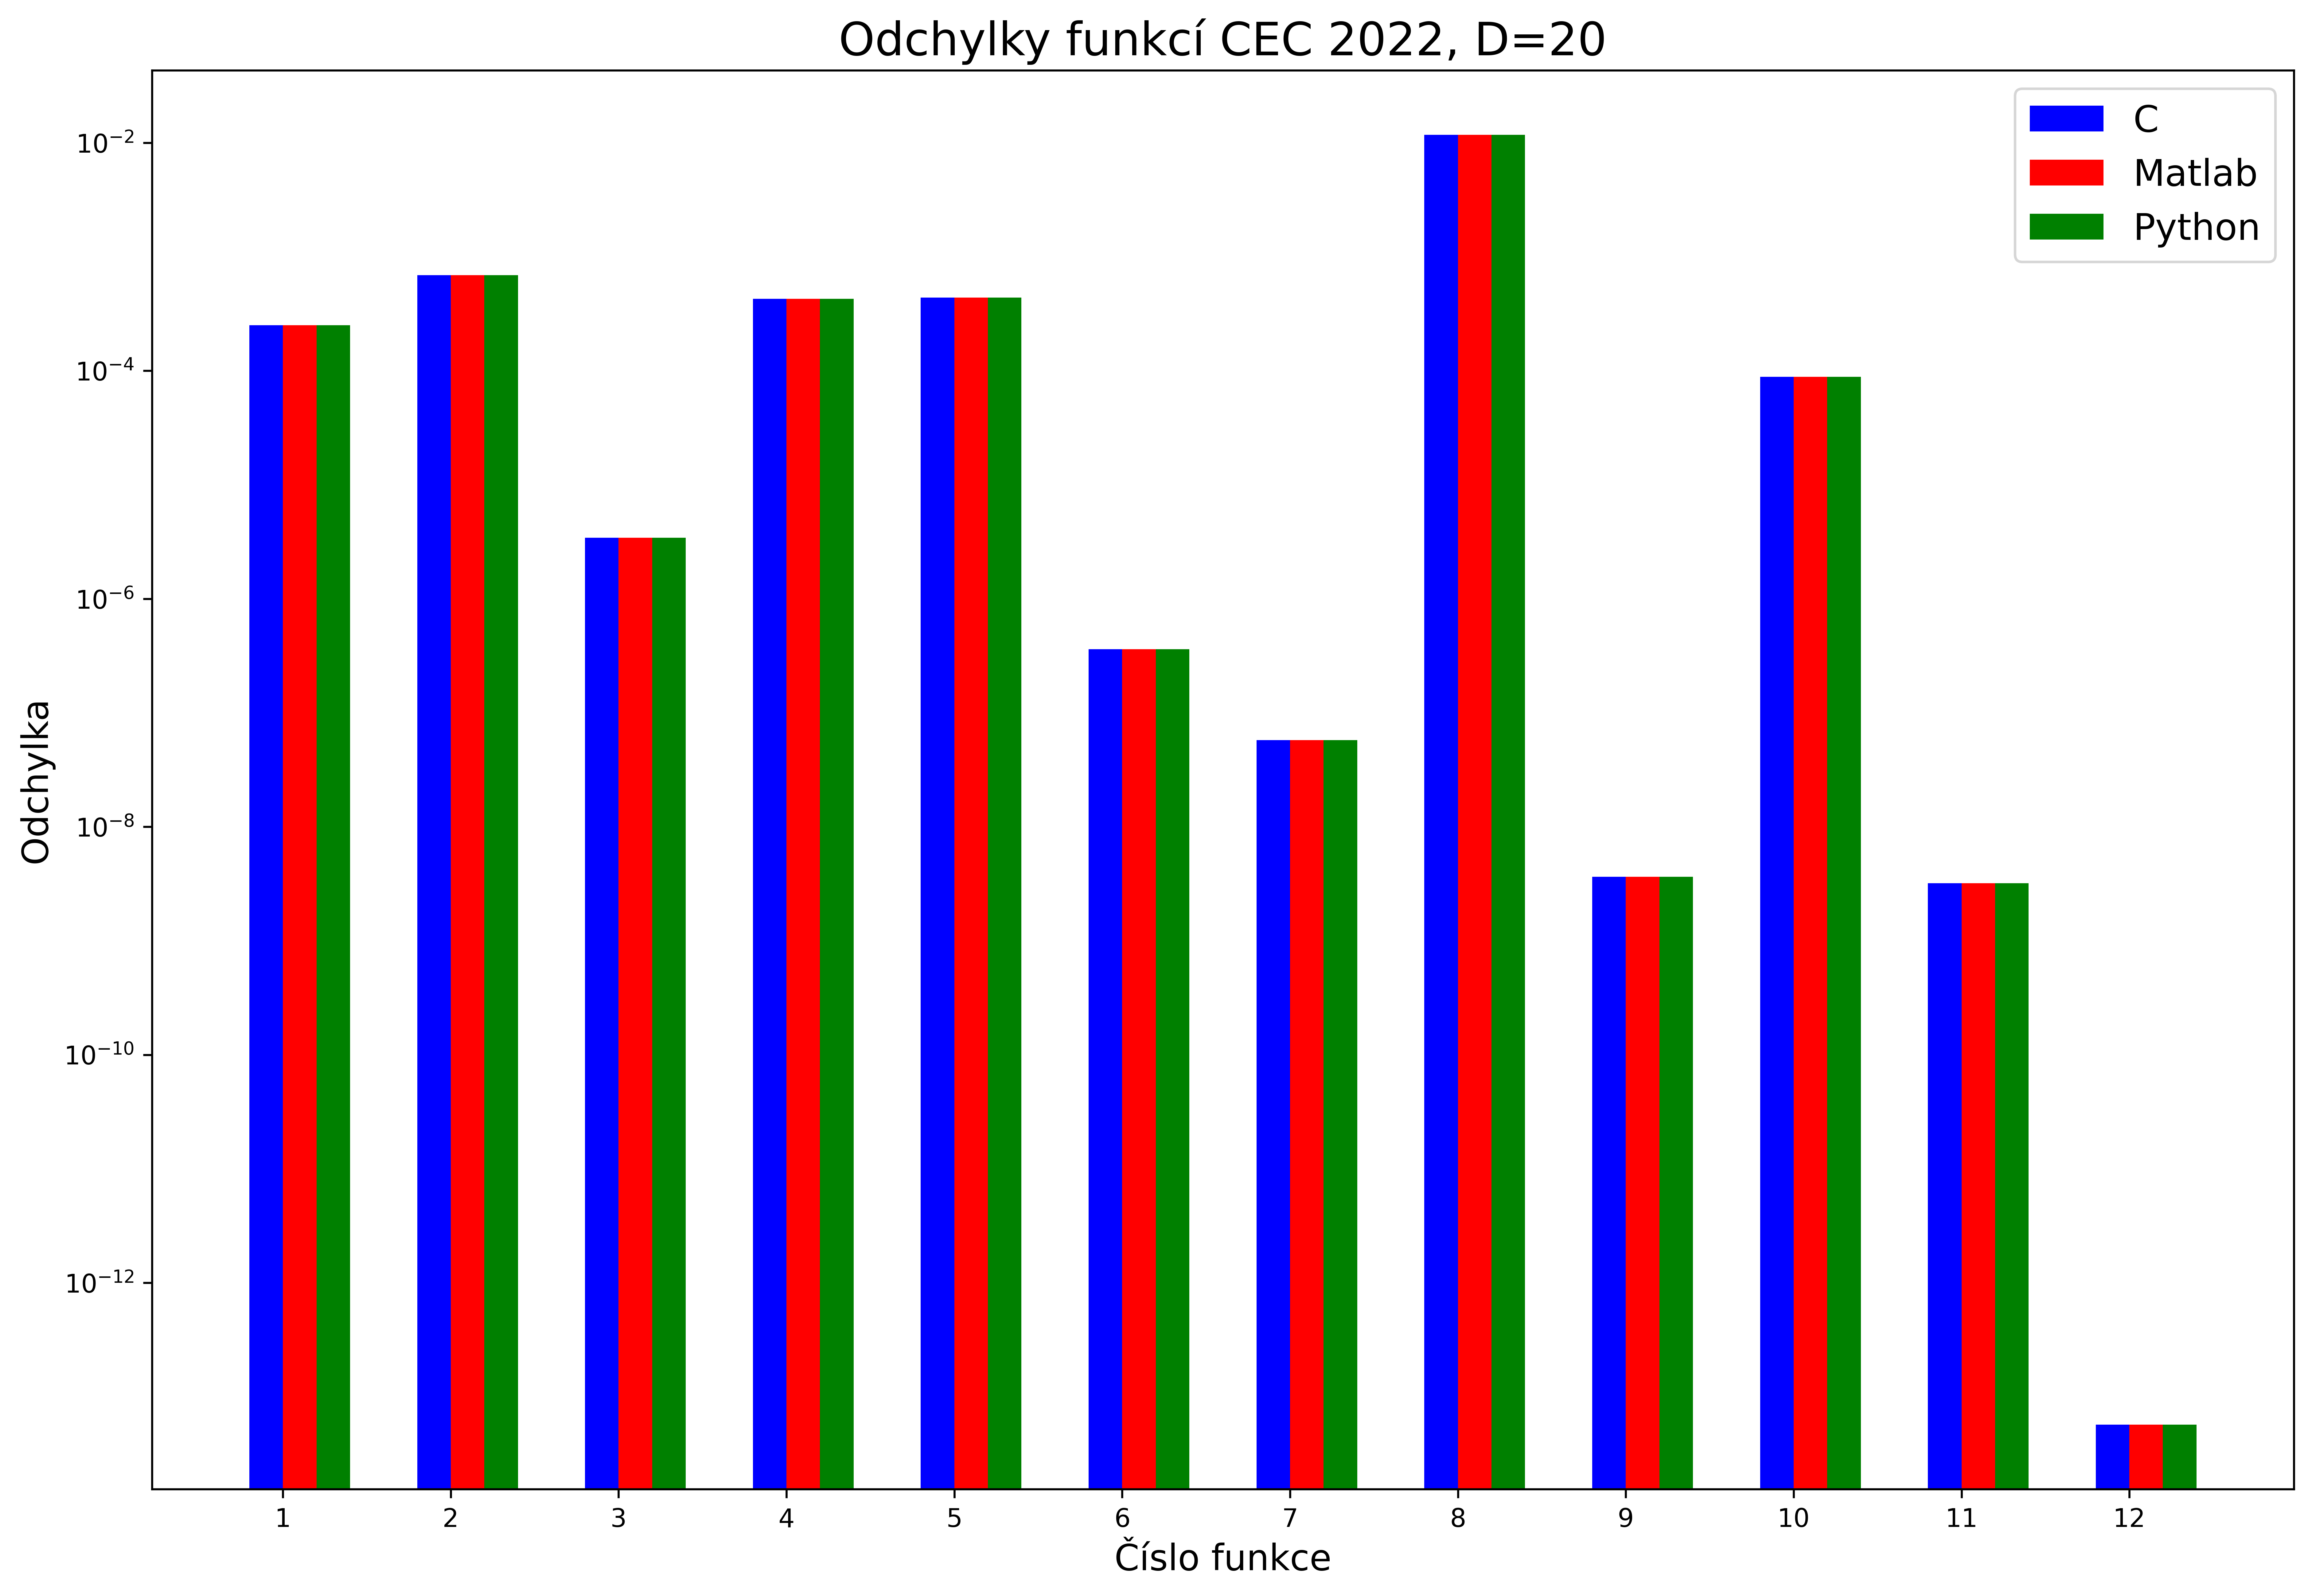 Odchylky funkcí CEC 2022, D=20
C
Matlab
Python
Odchylka
10⁻²
10⁻⁴
10⁻⁶
10⁻⁸
10⁻¹⁰
10⁻¹²
1 2 3 4 5 6 7 8 9 10 11 12
Číslo funkce